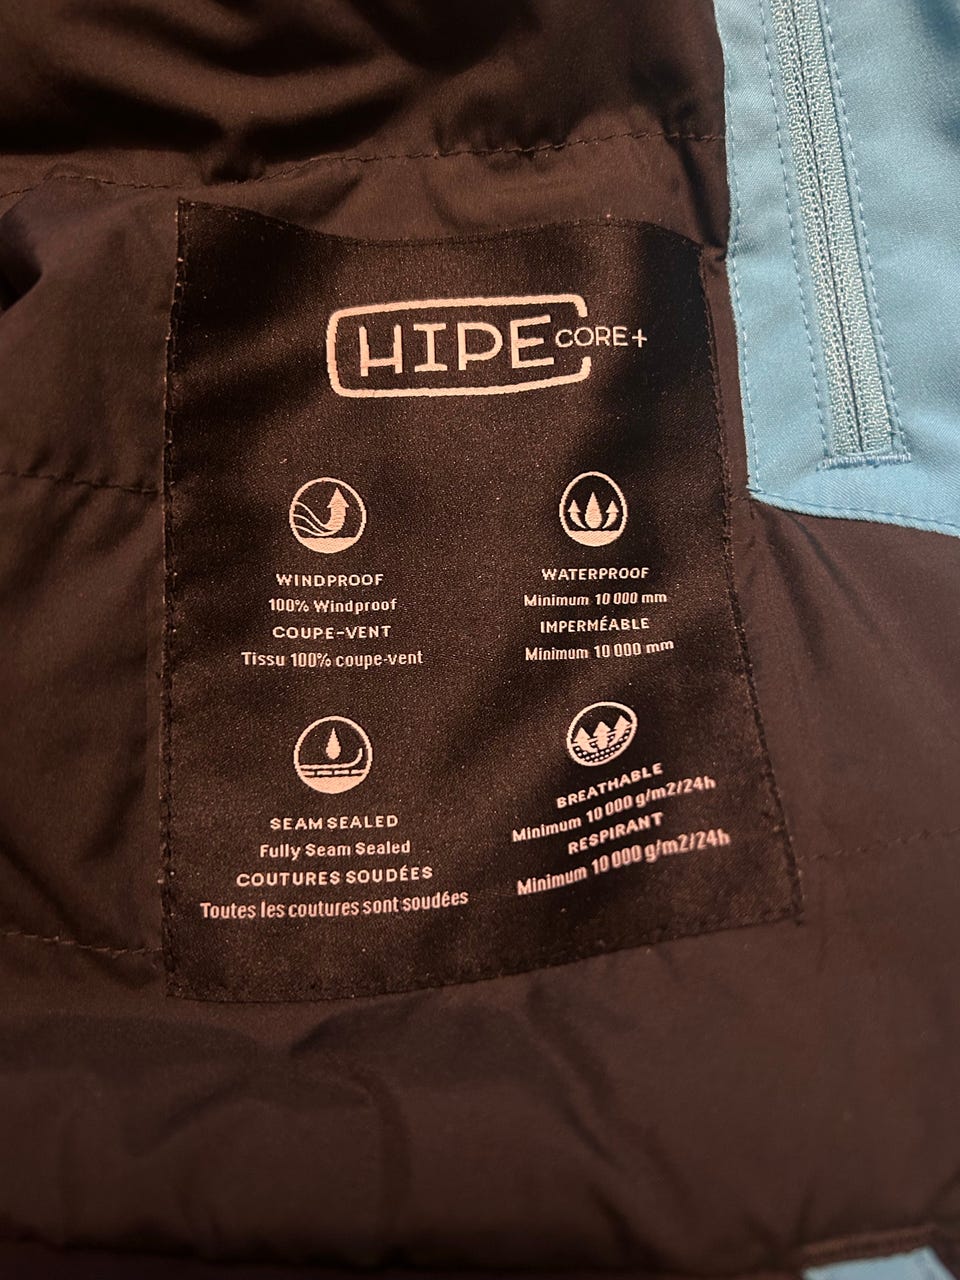 HIPE CORE+
WINDPROOF
100% Windproof
COUPE-VENT
Tissu 100% coupe-vent
WATERPROOF
Minimum 10 000 mm
IMPERMÉABLE
Minimum 10 000 mm
SEAM SEALED
Fully Seam Sealed
COUTURES SOUDÉES
Toutes les coutures sont soudées
BREATHABLE
Minimum 10 000 g/m2/24h
RESPIRANT
Minimum 10 000 g/m2/24h